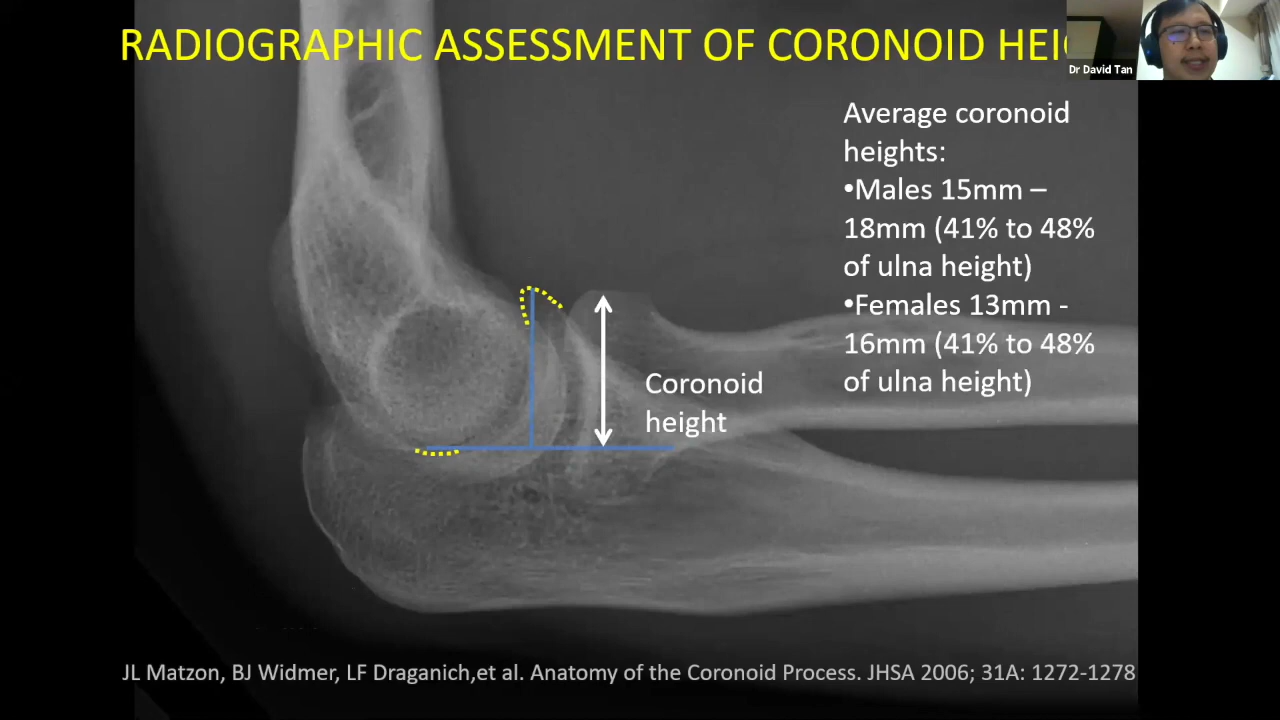 RADIOGRAPHIC ASSESSMENT OF CORONOID
Dr David Tan
Average coronoid
heights:
•Males 15mm –
18mm (41% to 48%
of ulna height)
•Females 13mm -
16mm (41% to 48%
of ulna height)
Coronoid
height
JL Matzon, BJ Widmer, LF Draganich,et al. Anatomy of the Coronoid Process. JHSA 2006; 31A: 1272-1278